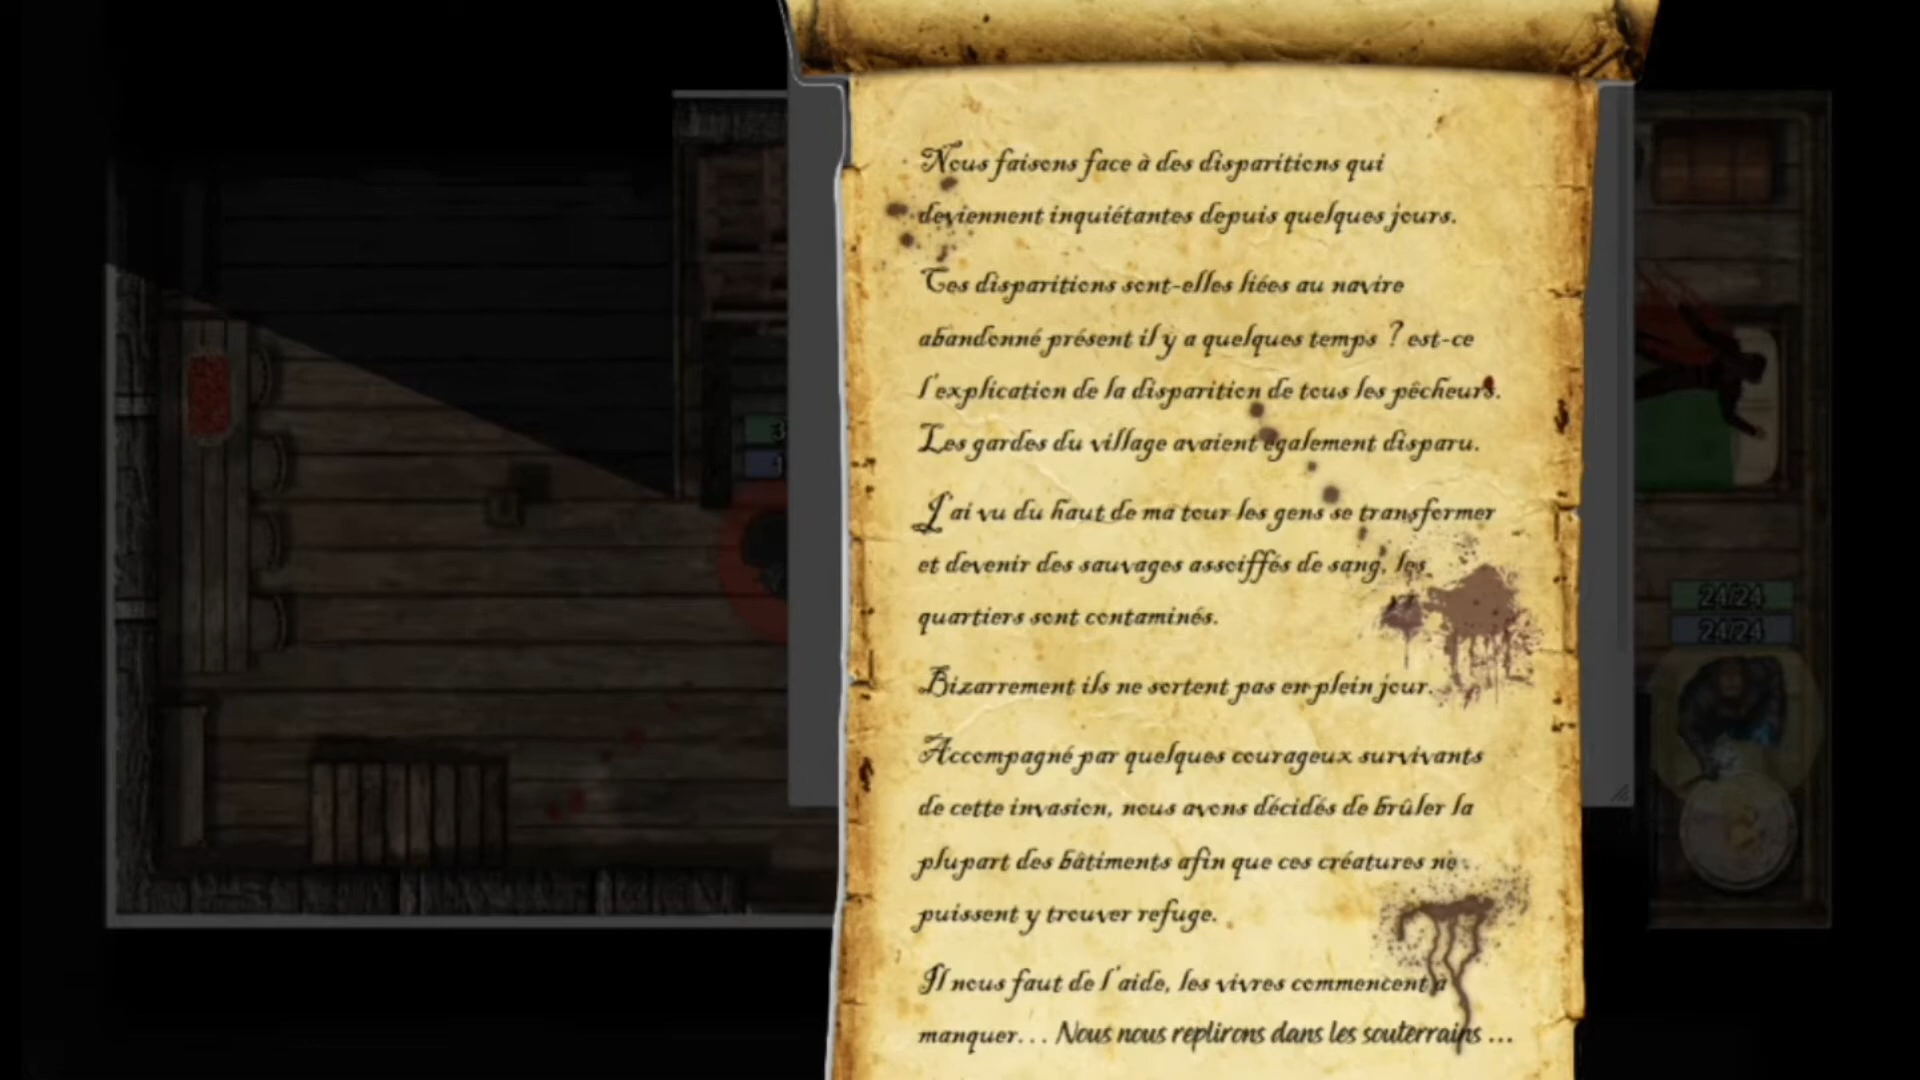 Nous faisons face à des disparitions qui
deviennent inquiétantes depuis quelques jours.
Ces disparitions sont-elles liées au navire
abandonné présent il y a quelques temps ? est-ce
l'explication de la disparition de tous les pêcheurs.
Les gardes du village avaient également disparu.
J'ai vu du haut de ma tour les gens se transformer
et devenir des sauvages assoiffés de sang, les
quartiers sont contaminés.
Bizarrement ils ne sortent pas en plein jour.
Accompagné par quelques courageux survivants
de cette invasion, nous avons décidés de brûler la
plupart des bâtiments afin que ces créatures ne
puissent y trouver refuge.
Il nous faut de l'aide, les vivres commencent à
manquer... Nous nous replirons dans les souterrains ...
24/24
24/24